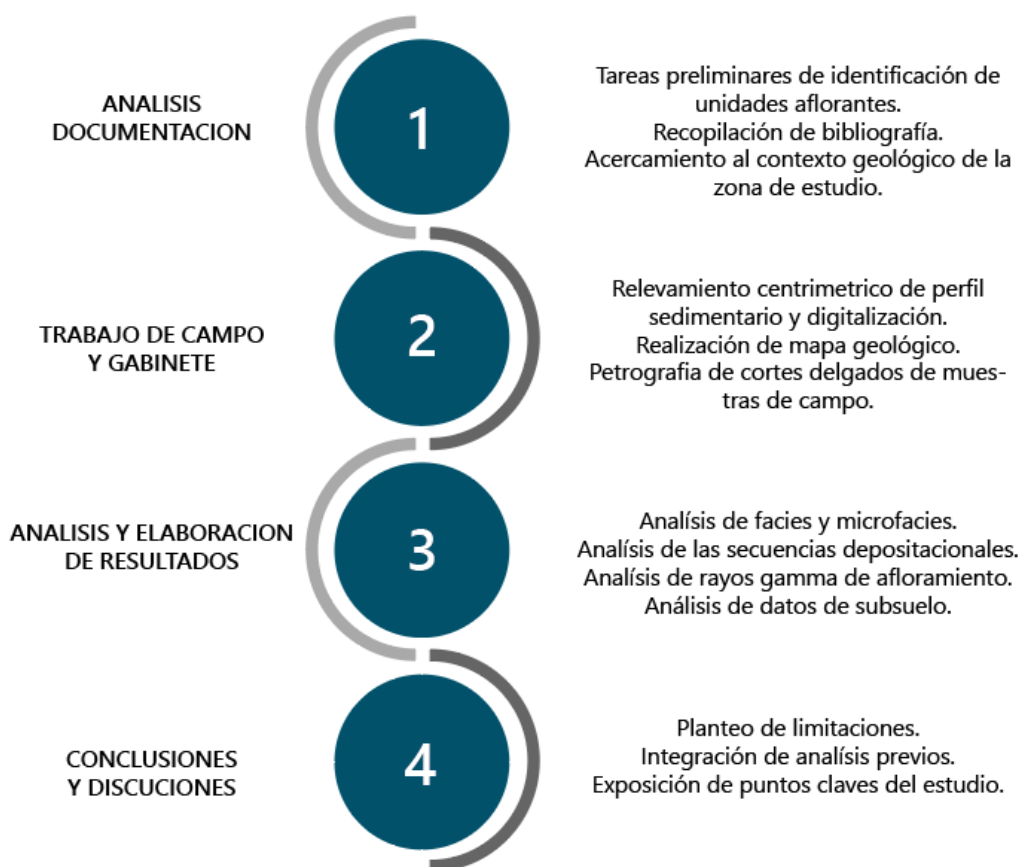 ANALISIS
DOCUMENTACION
1
Tareas preliminares de identificación de
unidades aflorantes.
Recopilación de bibliografía.
Acercamiento al contexto geológico de la
zona de estudio.
TRABAJO DE CAMPO
Y GABINETE
2
Relevamiento centrimetrico de perfil
sedimentario y digitalización.
Realización de mapa geológico.
Petrografia de cortes delgados de mues-
tras de campo.
ANALISIS Y ELABORACION
DE RESULTADOS
3
Analísis de facies y microfacies.
Analísis de las secuencias depositacionales.
Analísis de rayos gamma de afloramiento.
Análisis de datos de subsuelo.
CONCLUSIONES
Y DISCUCIONES
4
Planteo de limitaciones.
Integración de analísis previos.
Exposición de puntos claves del estudio.